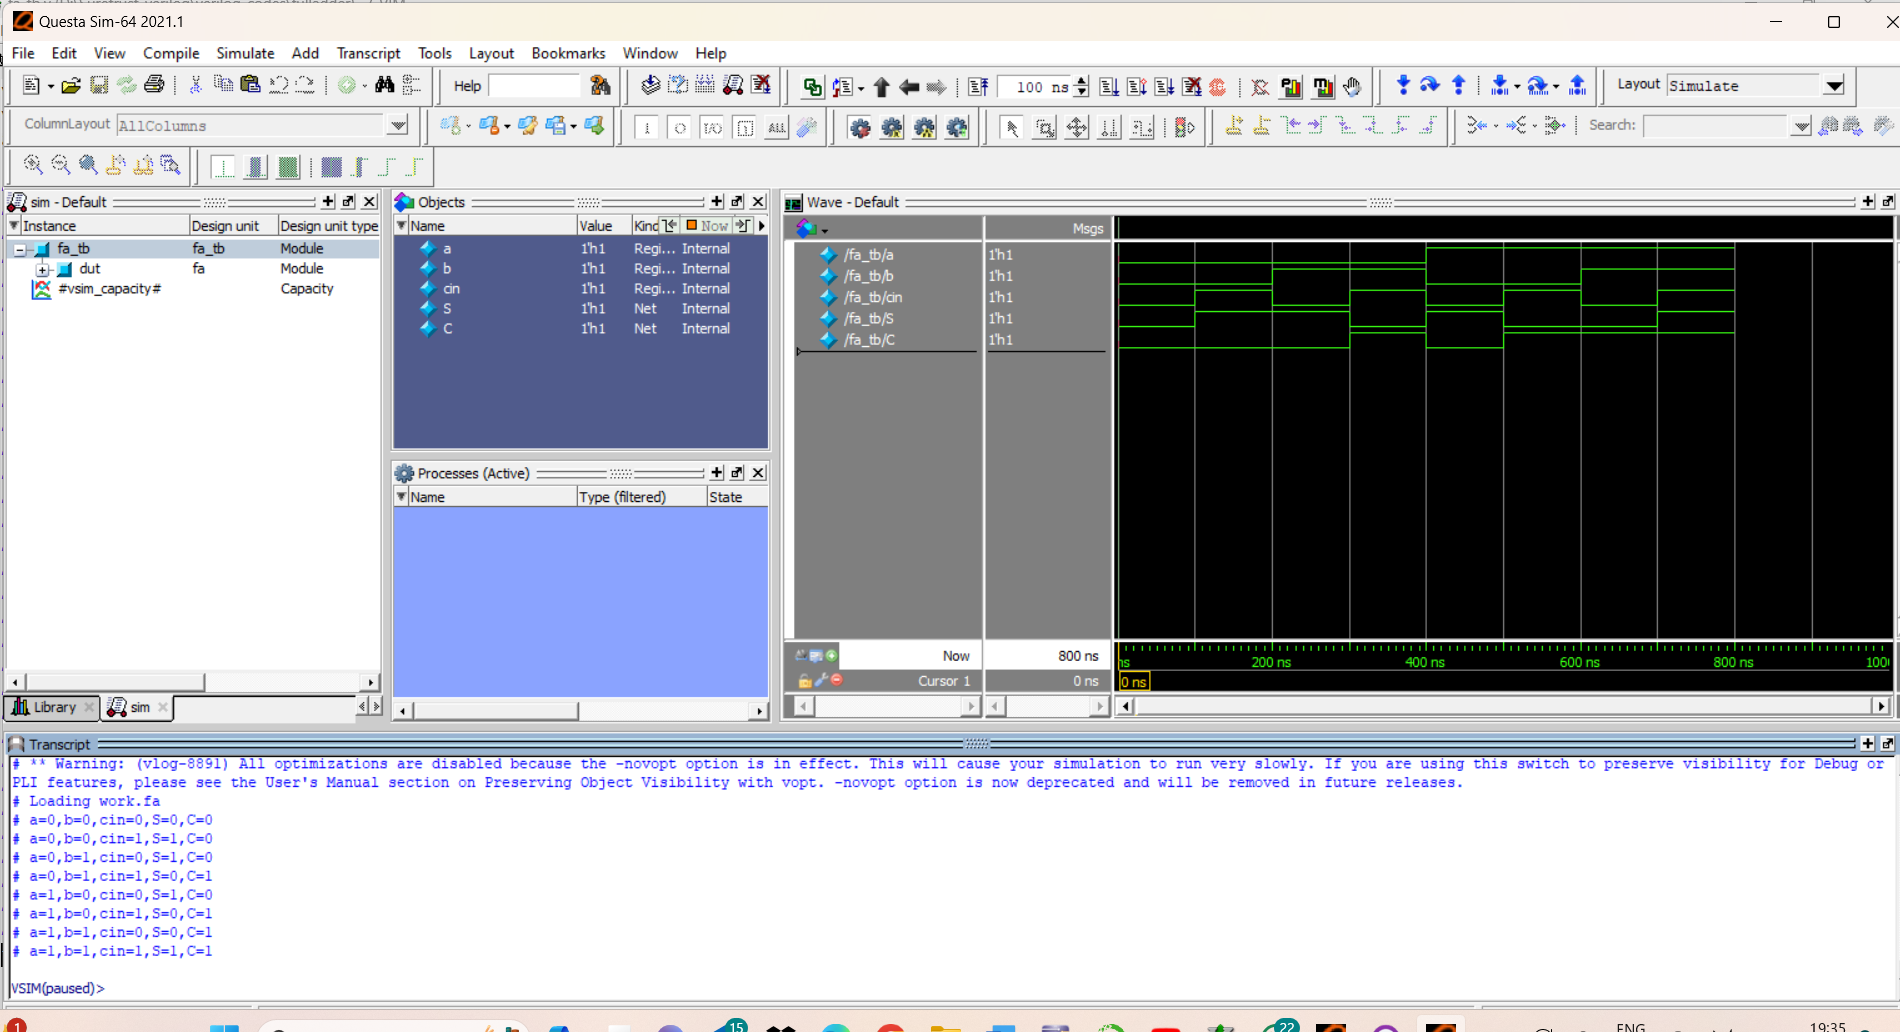 Questa Sim-64 2021.1
File Edit View Compile Simulate Add Transcript Tools Layout Bookmarks Window Help
Help
100 ns
Layout Simulate
ColumnLayout AllColumns
I/O
ALL
Search:
sim - Default
Instance Design unit Design unit type
fa_tb fa_tb Module
dut fa Module
#vsim_capacity# Capacity
Library sim
Objects
Name Value Kind Now
a 1'h1 Regi... Internal
b 1'h1 Regi... Internal
cin 1'h1 Regi... Internal
S 1'h1 Net Internal
C 1'h1 Net Internal
Processes (Active)
Name Type (filtered) State
Wave - Default
Msgs
/fa_tb/a 1'h1
/fa_tb/b 1'h1
/fa_tb/cin 1'h1
/fa_tb/S 1'h1
/fa_tb/C 1'h1
Now 800 ns
Cursor 1 0 ns
ns 200 ns 400 ns 600 ns 800 ns 100
0 ns
Transcript
# ** Warning: (vlog-8891) All optimizations are disabled because the -novopt option is in effect. This will cause your simulation to run very slowly. If you are using this switch to preserve visibility for Debug or
PLI features, please see the User's Manual section on Preserving Object Visibility with vopt. -novopt option is now deprecated and will be removed in future releases.
# Loading work.fa
# a=0,b=0,cin=0,S=0,C=0
# a=0,b=0,cin=1,S=1,C=0
# a=0,b=1,cin=0,S=1,C=0
# a=0,b=1,cin=1,S=0,C=1
# a=1,b=0,cin=0,S=1,C=0
# a=1,b=0,cin=1,S=0,C=1
# a=1,b=1,cin=0,S=0,C=1
# a=1,b=1,cin=1,S=1,C=1
VSIM(paused)>
1 15 22 ENG 19:35